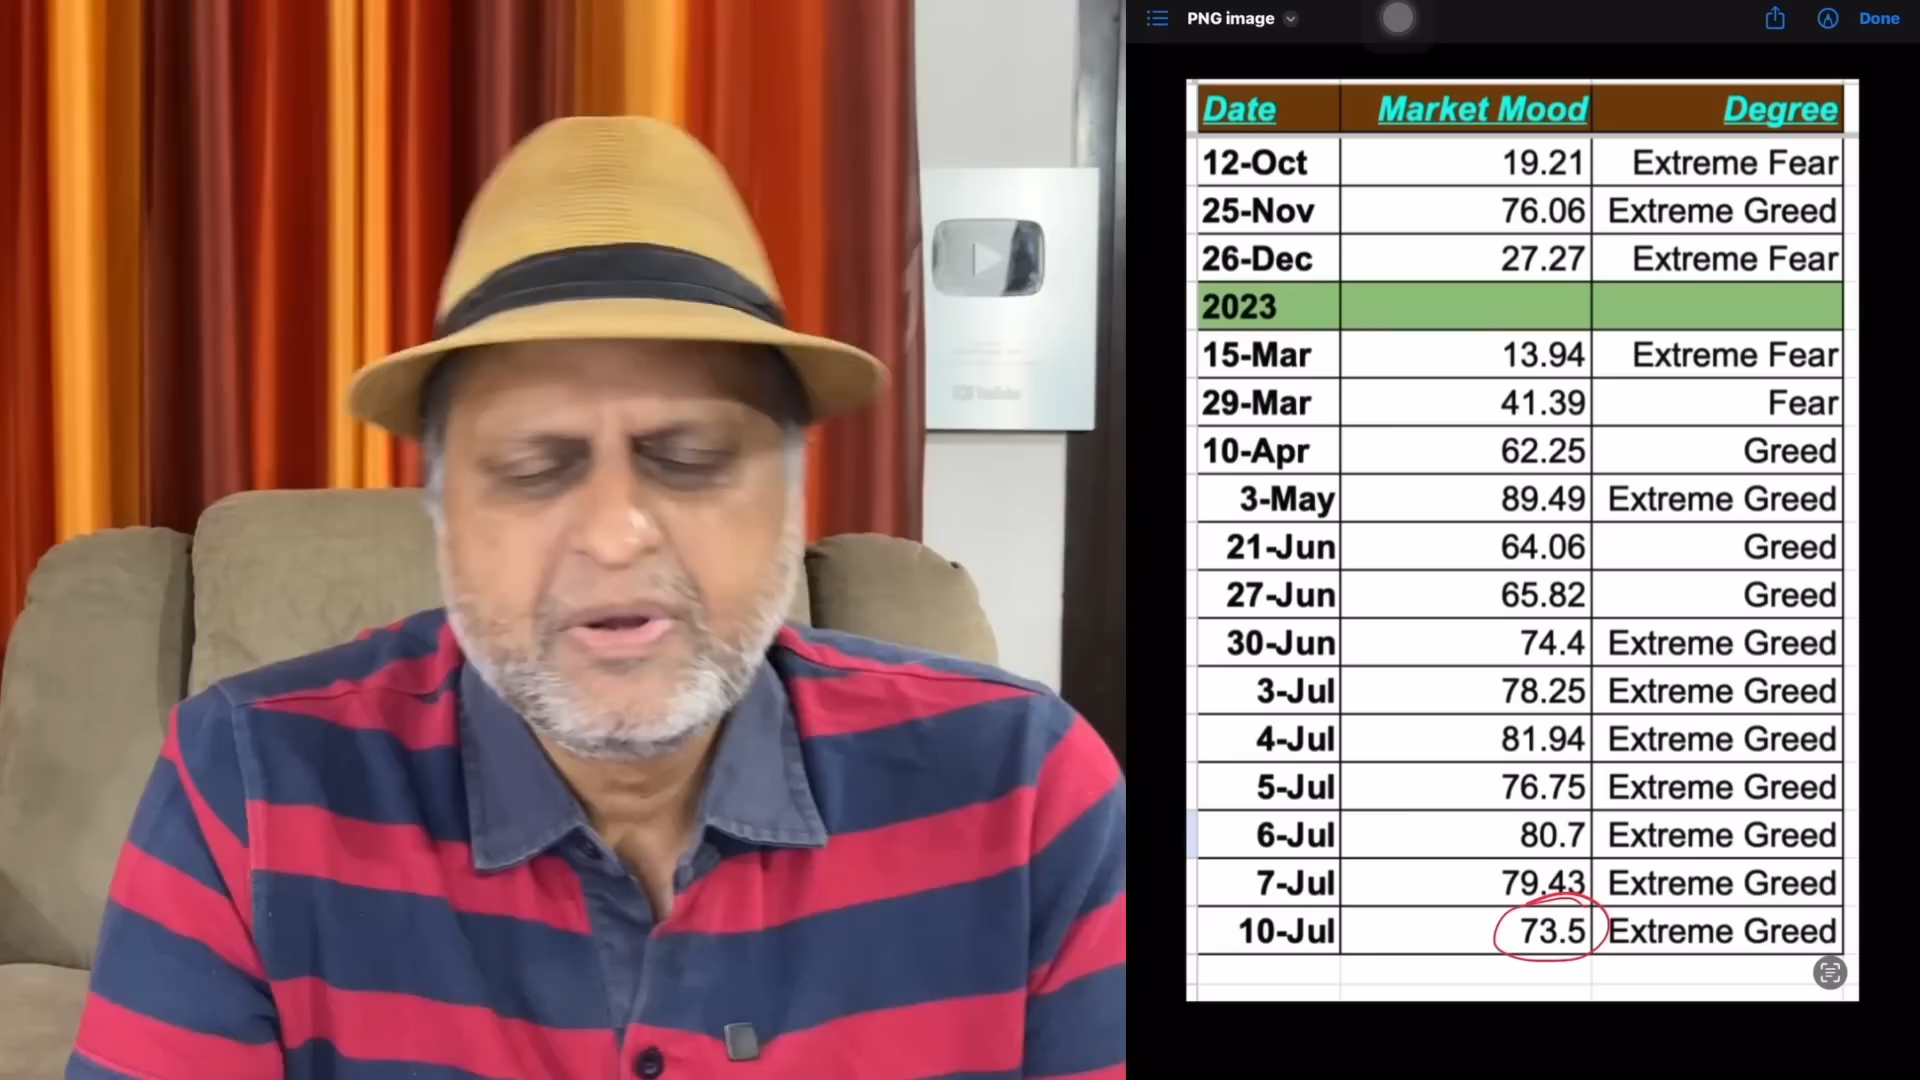 PNG image
Done
Date Market Mood Degree
12-Oct 19.21 Extreme Fear
25-Nov 76.06 Extreme Greed
26-Dec 27.27 Extreme Fear
2023
15-Mar 13.94 Extreme Fear
29-Mar 41.39 Fear
10-Apr 62.25 Greed
3-May 89.49 Extreme Greed
21-Jun 64.06 Greed
27-Jun 65.82 Greed
30-Jun 74.4 Extreme Greed
3-Jul 78.25 Extreme Greed
4-Jul 81.94 Extreme Greed
5-Jul 76.75 Extreme Greed
6-Jul 80.7 Extreme Greed
7-Jul 79.43 Extreme Greed
10-Jul 73.5 Extreme Greed
YouTube